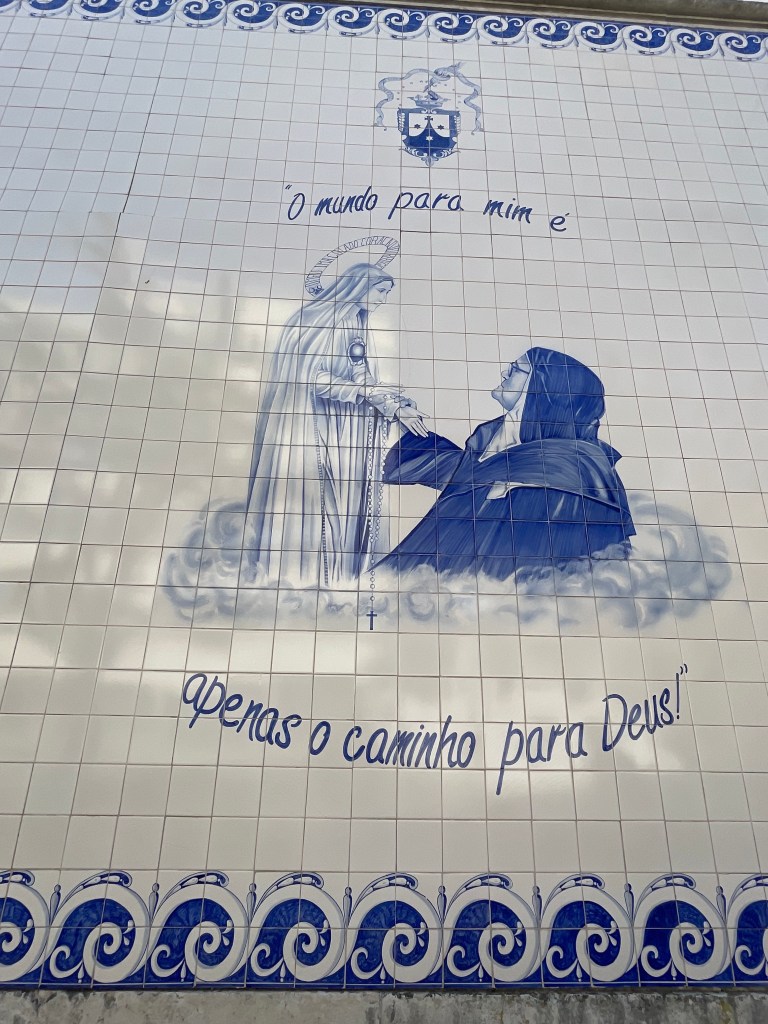 "O mundo para mim é
apenas o caminho para Deus!"